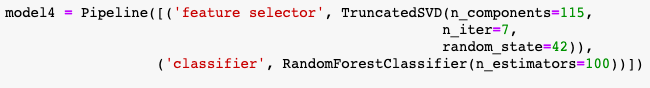 model4 = Pipeline([('feature selector', TruncatedSVD(n_components=115,
n_iter=7,
random_state=42)),
('classifier', RandomForestClassifier(n_estimators=100))])